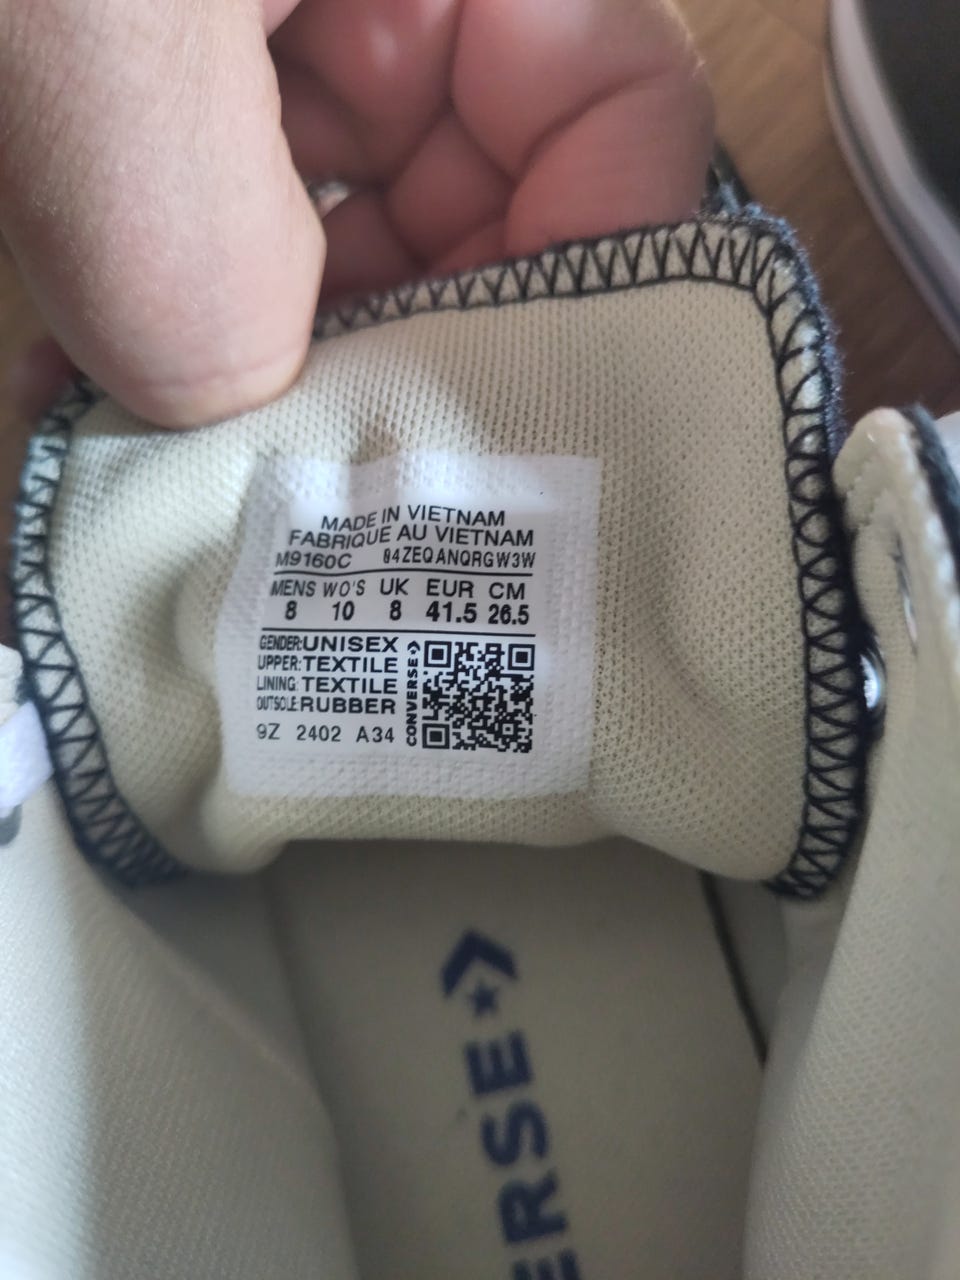 MADE IN VIETNAM
FABRIQUE AU VIETNAM
M9160C 04ZEQANQRGW3W
MENS WO'S UK EUR CM
8 10 8 41.5 26.5
GENDER:UNISEX
UPPER:TEXTILE
LINING:TEXTILE
OUTSOLE:RUBBER
9Z 2402 A34
CONVERSE
ERSE